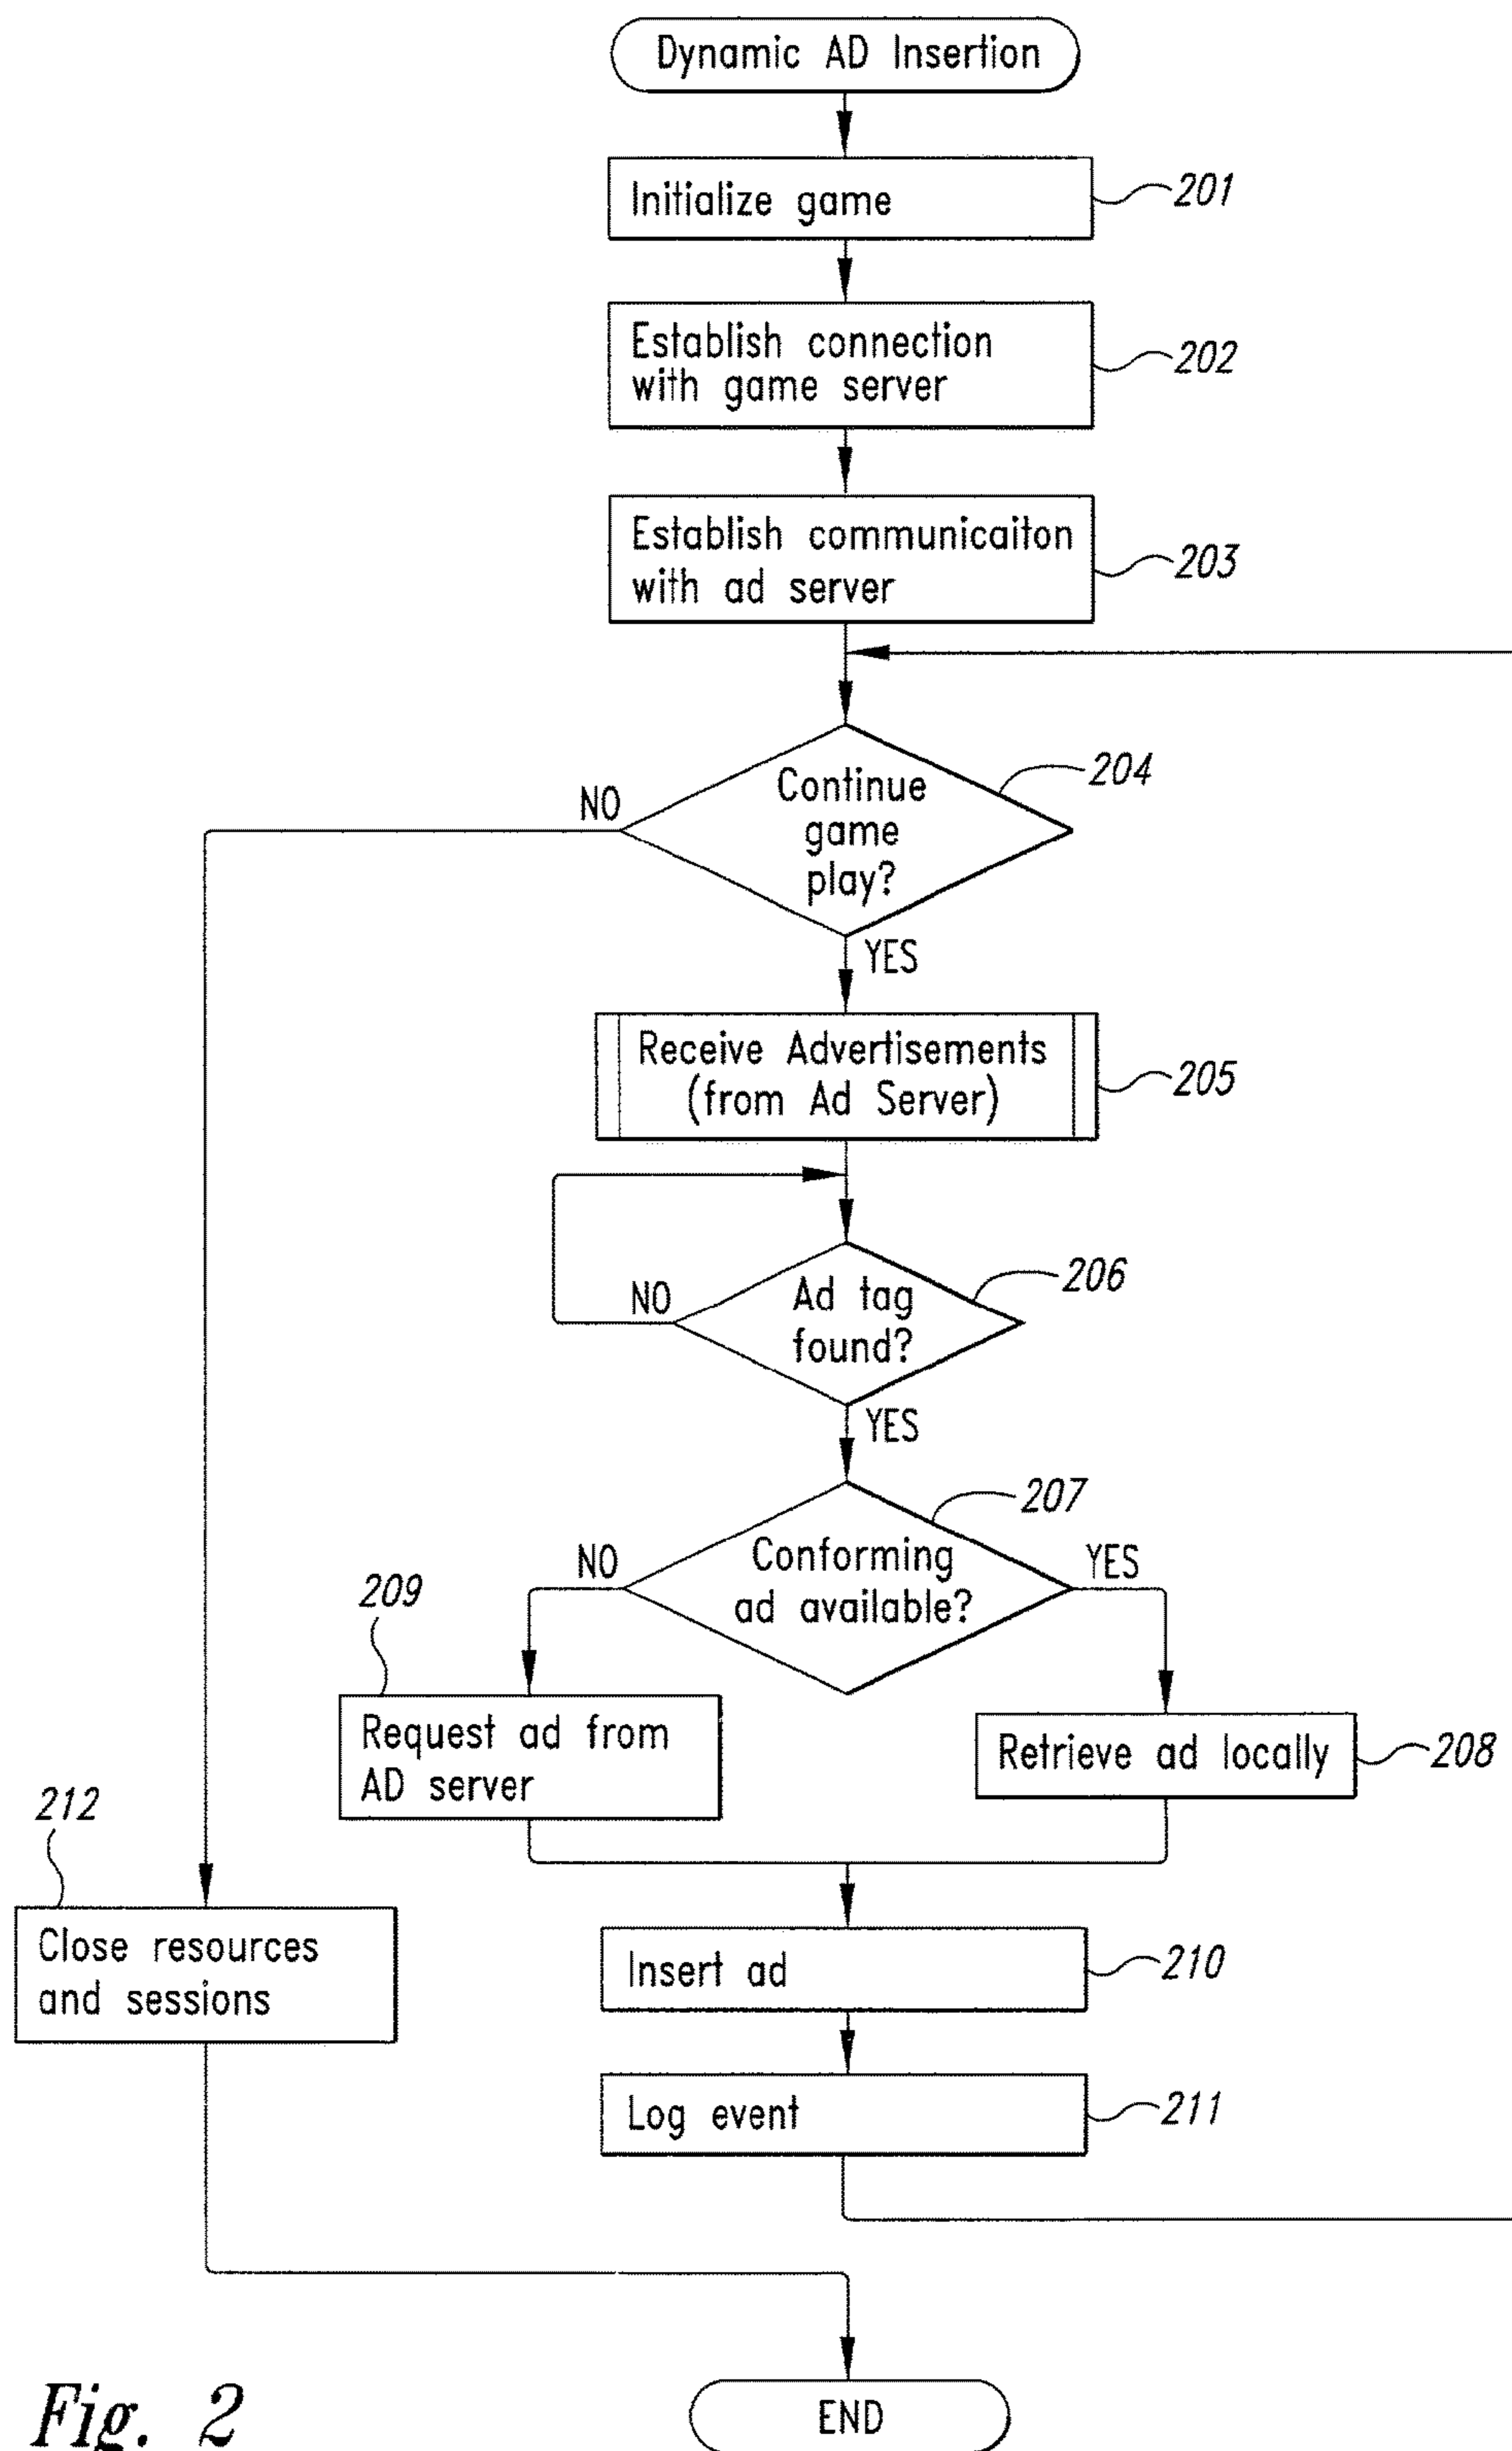 Dynamic AD Insertion
Initialize game
201
Establish connection
with game server
202
Establish communicaiton
with ad server
203
Continue
game
play?
204
NO
YES
Receive Advertisements
(from Ad Server)
205
Ad tag
found?
206
NO
YES
Conforming
ad available?
207
NO
YES
209
Request ad from
AD server
Retrieve ad locally
208
212
Close resources
and sessions
Insert ad
210
Log event
211
END
Fig. 2